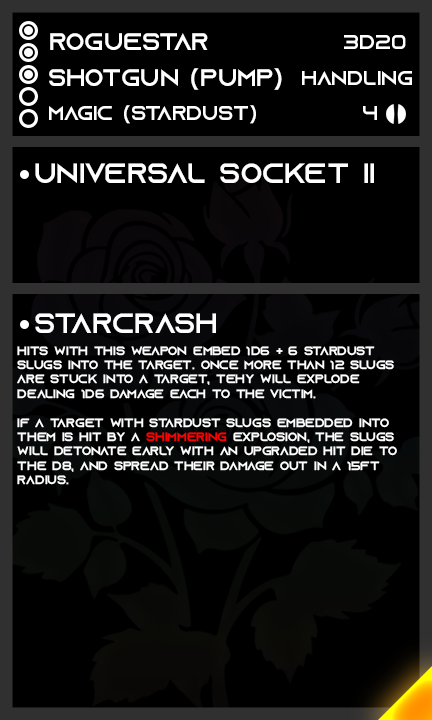 ROGUESTAR 3D20
SHOTGUN (PUMP) HANDLING
MAGIC (STARDUST) 4
•UNIVERSAL SOCKET II
•STARCRASH
HITS WITH THIS WEAPON EMBED 1D6 + 6 STARDUST
SLUGS INTO THE TARGET. ONCE MORE THAN 12 SLUGS
ARE STUCK INTO A TARGET, TEHY WILL EXPLODE
DEALING 1D6 DAMAGE EACH TO THE VICTIM.
IF A TARGET WITH STARDUST SLUGS EMBEDDED INTO
THEM IS HIT BY A SHIMMERING EXPLOSION, THE SLUGS
WILL DETONATE EARLY WITH AN UPGRADED HIT DIE TO
THE D8, AND SPREAD THEIR DAMAGE OUT IN A 15FT
RADIUS.